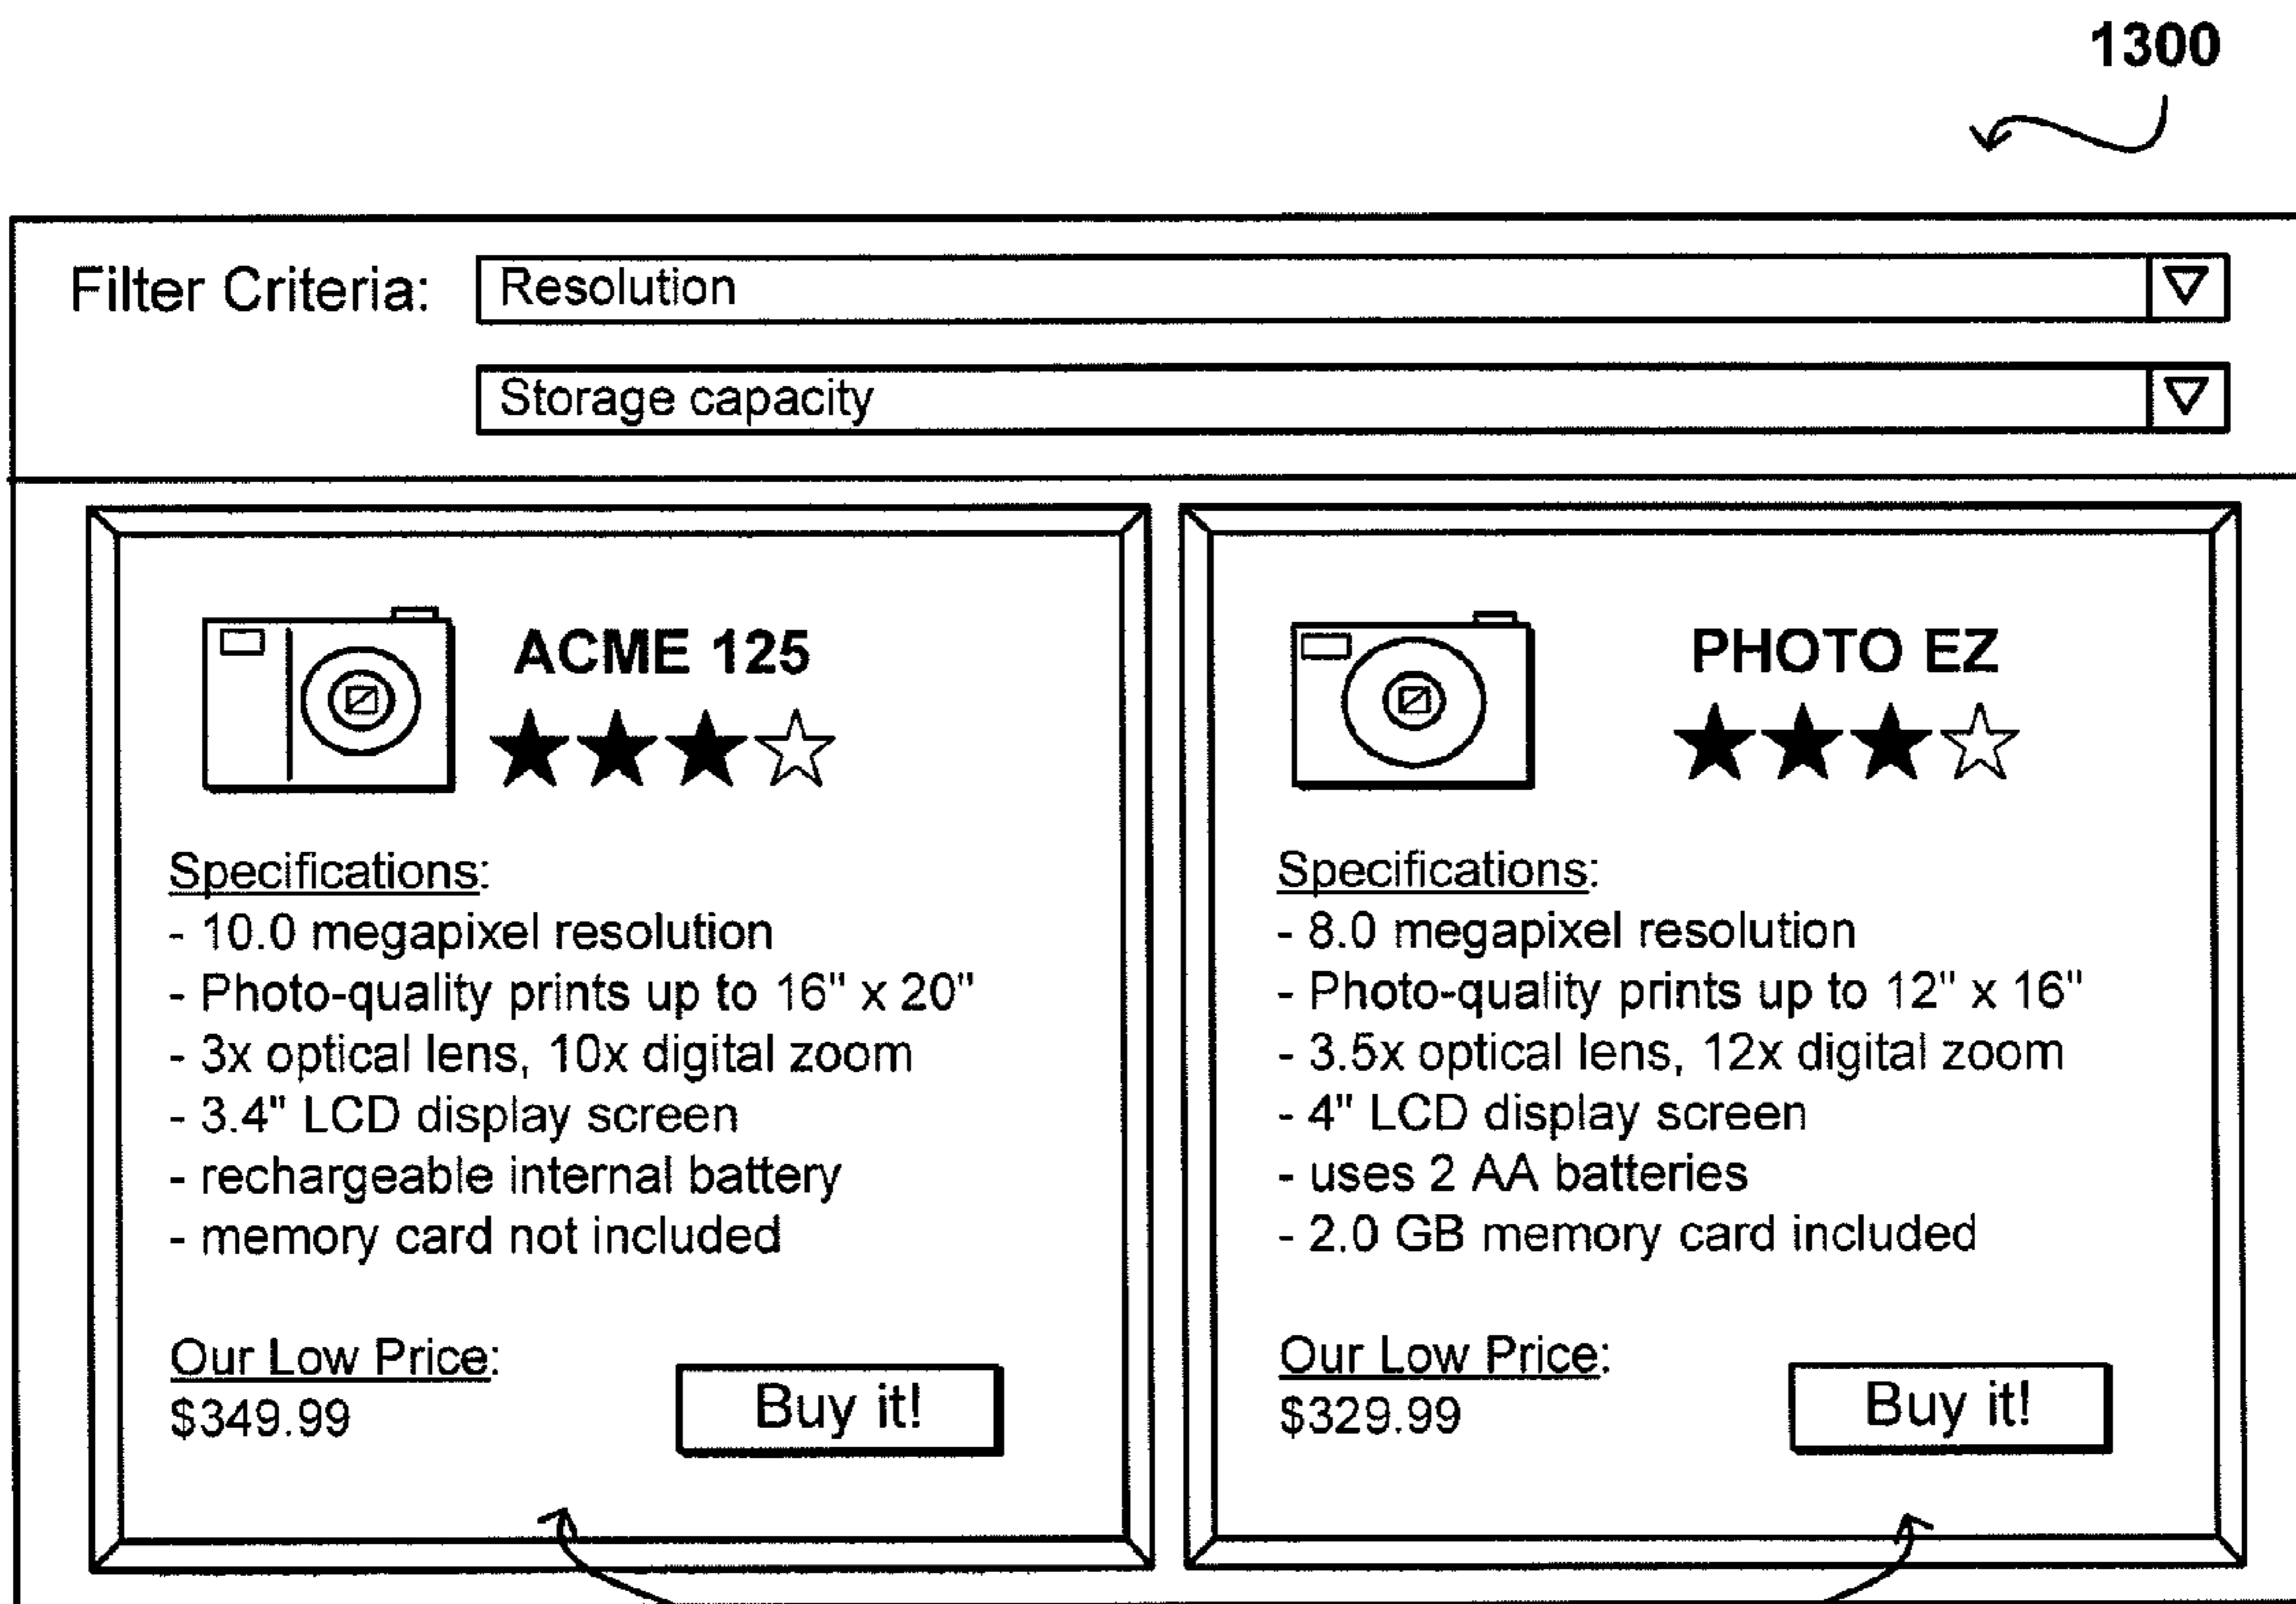 1300
Filter Criteria: Resolution
Storage capacity
ACME 125
Specifications:
- 10.0 megapixel resolution
- Photo-quality prints up to 16" x 20"
- 3x optical lens, 10x digital zoom
- 3.4" LCD display screen
- rechargeable internal battery
- memory card not included
Our Low Price:
$349.99
Buy it!
PHOTO EZ
Specifications:
- 8.0 megapixel resolution
- Photo-quality prints up to 12" x 16"
- 3.5x optical lens, 12x digital zoom
- 4" LCD display screen
- uses 2 AA batteries
- 2.0 GB memory card included
Our Low Price:
$329.99
Buy it!